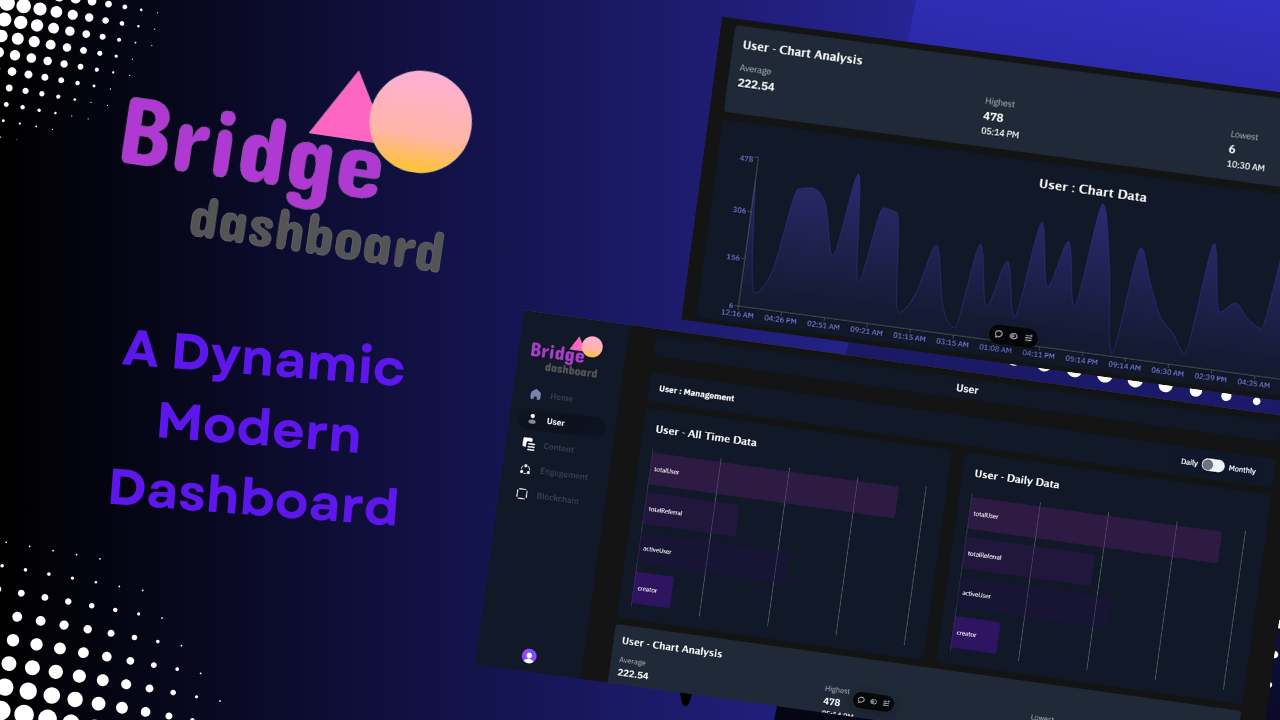 Bridge
dashboard
A Dynamic
Modern
Dashboard
User - Chart Analysis
Average
222.54
Highest
478
05:14 PM
Lowest
6
10:30 AM
User : Chart Data
478
306
156
6
12:16 AM 04:26 PM 02:51 AM 09:21 AM 01:15 AM 03:15 AM 01:08 AM 04:11 PM 05:14 PM 09:14 AM 06:30 AM 02:39 PM 04:35 AM
Bridge
dashboard
Home
User
Content
Engagement
Blockchain
User
User : Management
User - All Time Data
totalUser
totalReferral
activeUser
creator
Daily Monthly
User - Daily Data
totalUser
totalReferral
activeUser
creator
User - Chart Analysis
Average
222.54
Highest
478
05:14 PM
Lowest